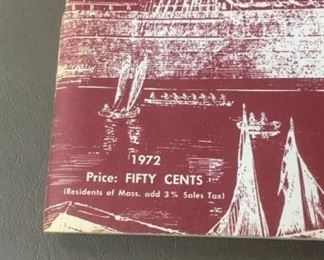 1972
Price: FIFTY CENTS
(Residents of Mass. add 3% Sales Tax)